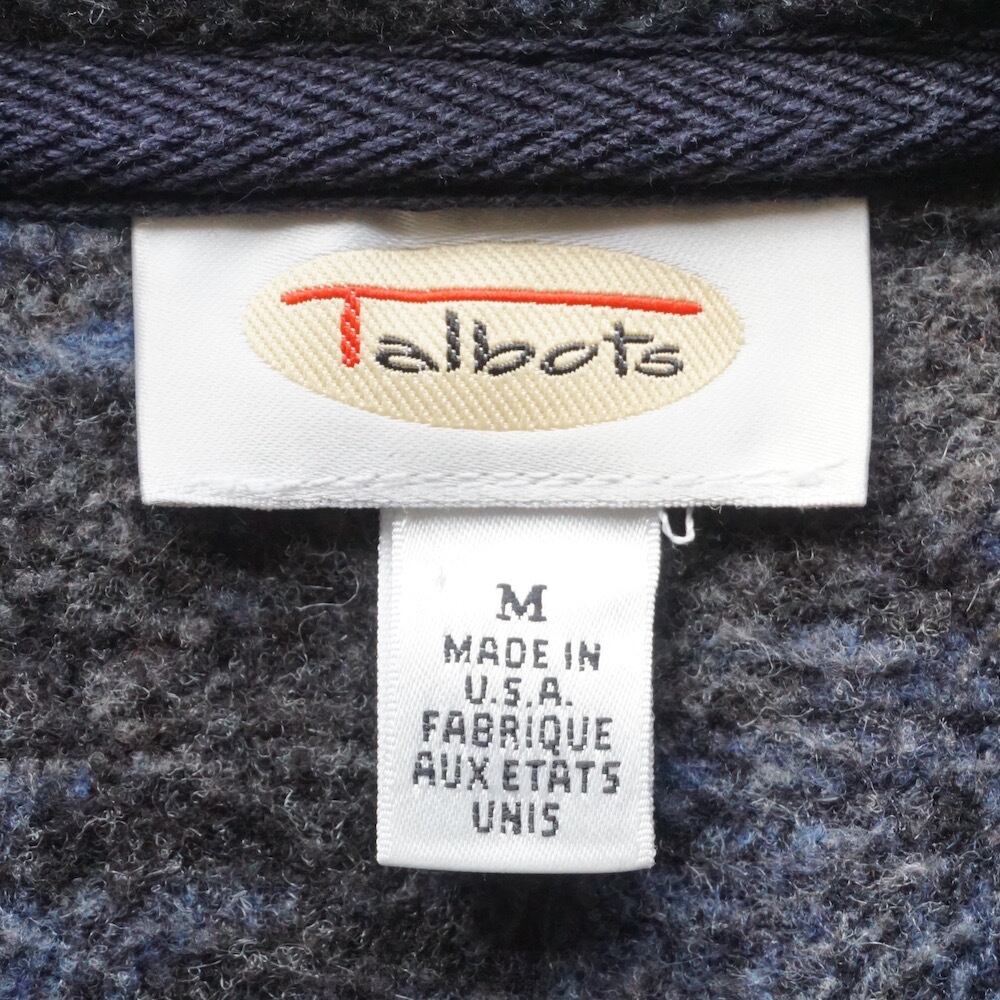 Talbots
M
MADE IN
U.S.A.
FABRIQUE
AUX ETATS
UNIS